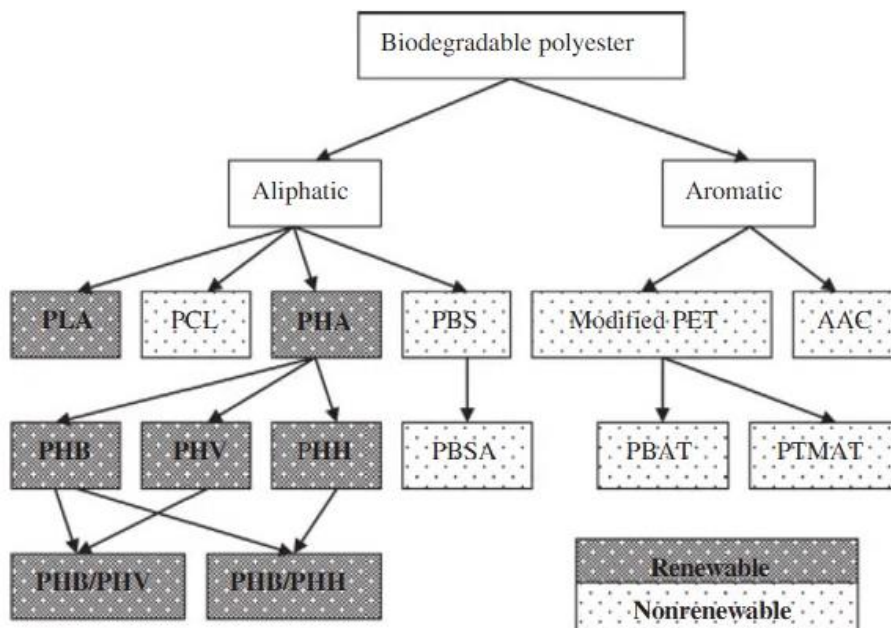 Biodegradable polyester
Aliphatic
Aromatic
PLA
PCL
PHA
PBS
Modified PET
AAC
PHB
PHV
PHH
PBSA
PBAT
PTMAT
PHB/PHV
PHB/PHH
Renewable
Nonrenewable